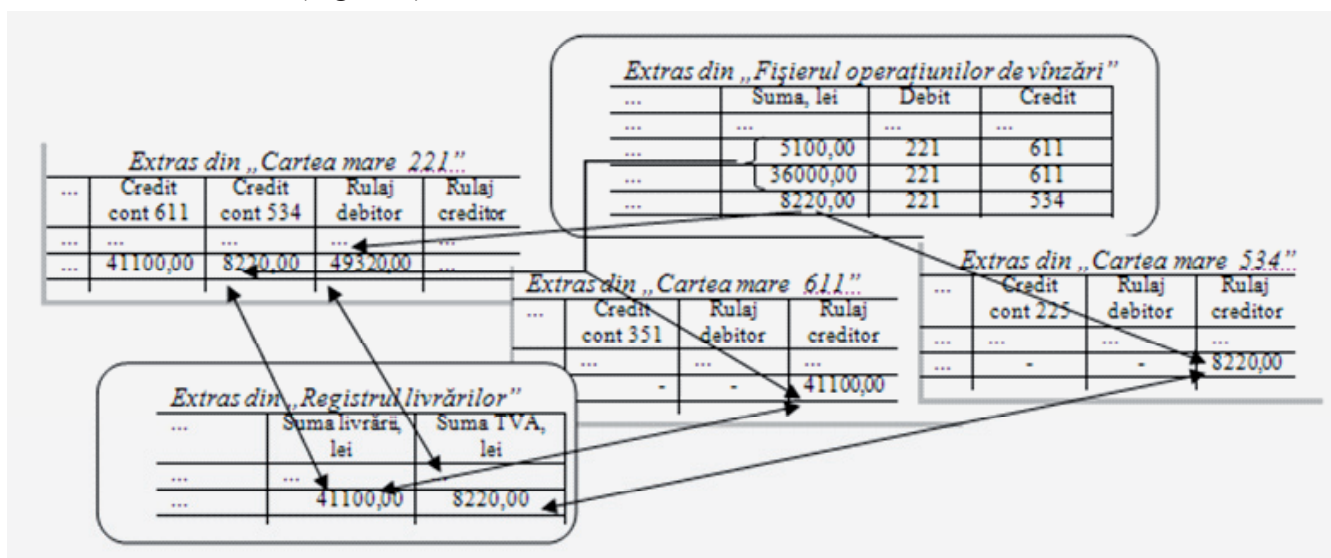 Extras din „Fişierul operaţiunilor de vînzări”
... Suma, lei Debit Credit
... ... ... ...
... 5100,00 221 611
... 36000,00 221 611
... 8220,00 221 534
Extras din „Cartea mare 221”
... Credit cont 611 Credit cont 534 Rulaj debitor Rulaj creditor
... ... ... ... ...
... 41100,00 8220,00 49320,00 ...
Extras din „Cartea mare 611”
... Credit cont 351 Rulaj debitor Rulaj creditor
... ... ...
- - 41100,00
Extras din „Cartea mare 534”
... Credit cont 225 Rulaj debitor Rulaj creditor
... ... ... ...
... - - 8220,00
Extras din „Registrul livrărilor”
... Suma livrării, lei Suma TVA, lei
... ... ...
... 41100,00 8220,00